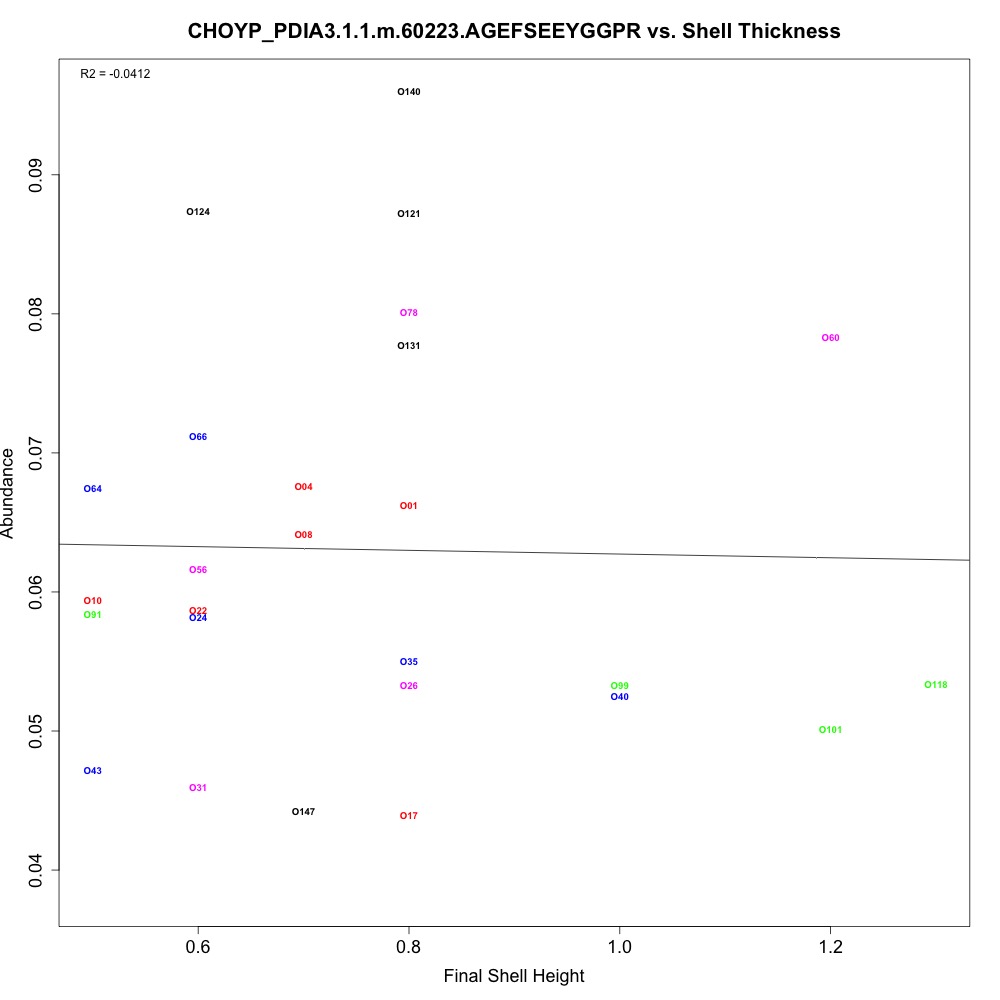 CHOYP_PDIA3.1.1.m.60223.AGEFSEEYGGPR vs. Shell Thickness
R2 = -0.0412
O140
0.09
O124
O121
0.08
O78
O60
O131
0.07
O66
O64
O04
O01
O08
Abundance
O56
0.06
O10
O91
O22
O24
O35
O26
O99
O118
O40
0.05
O101
O43
O31
O147
O17
0.04
0.6 0.8 1.0 1.2
Final Shell Height